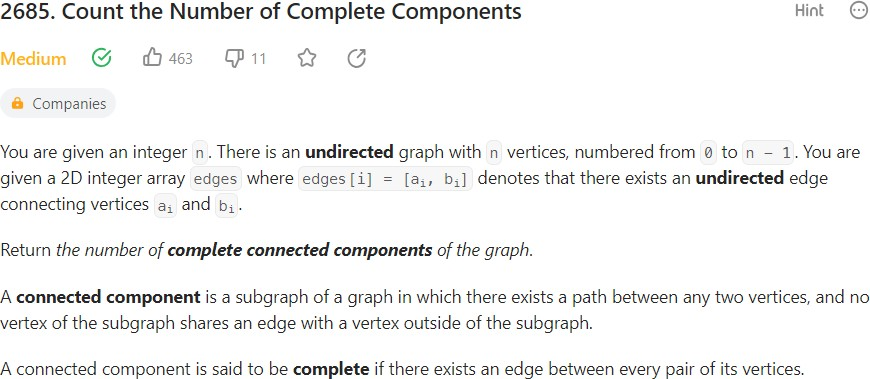 2685. Count the Number of Complete Components
Hint
Medium 463 11
Companies
You are given an integer n. There is an undirected graph with n vertices, numbered from 0 to n - 1. You are
given a 2D integer array edges where edges[i] = [aᵢ, bᵢ] denotes that there exists an undirected edge
connecting vertices aᵢ and bᵢ.
Return the number of complete connected components of the graph.
A connected component is a subgraph of a graph in which there exists a path between any two vertices, and no
vertex of the subgraph shares an edge with a vertex outside of the subgraph.
A connected component is said to be complete if there exists an edge between every pair of its vertices.